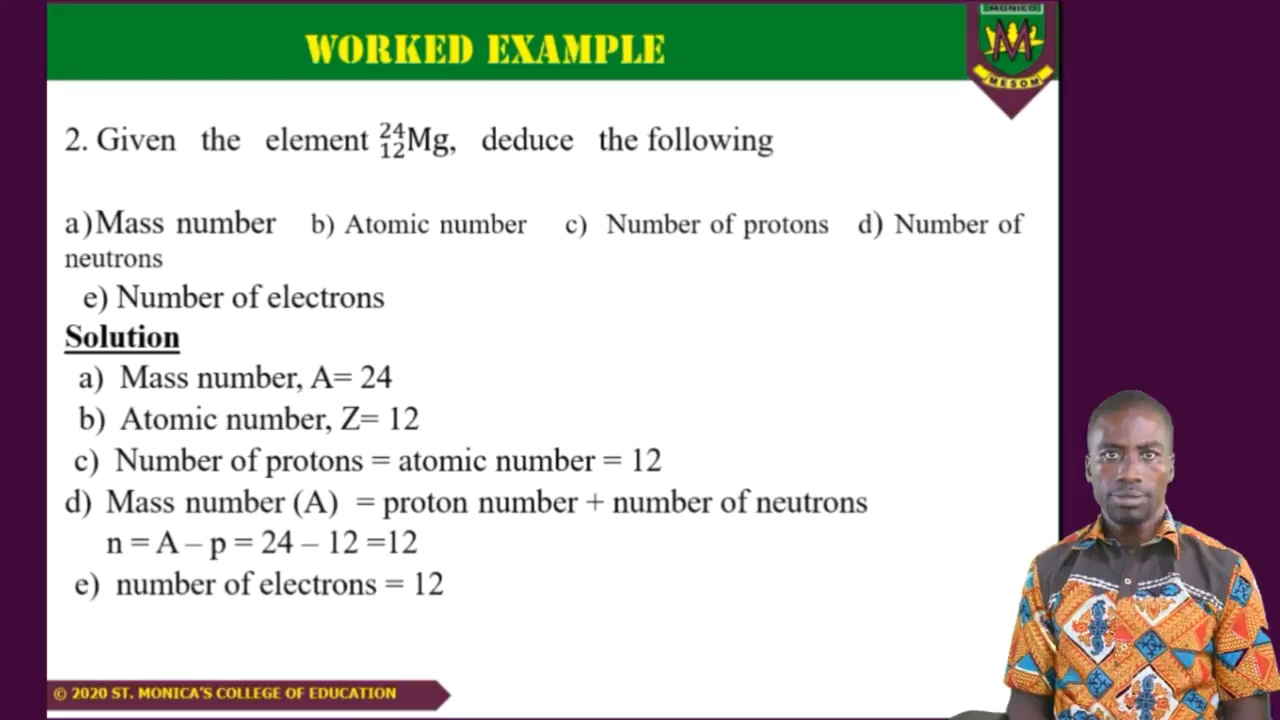 MONICO
M
MESOM
WORKED EXAMPLE
2. Given the element ²⁴₁₂Mg, deduce the following
a)Mass number b) Atomic number c) Number of protons d) Number of
neutrons
e) Number of electrons
Solution
a) Mass number, A= 24
b) Atomic number, Z= 12
c) Number of protons = atomic number = 12
d) Mass number (A) = proton number + number of neutrons
n = A – p = 24 – 12 =12
e) number of electrons = 12
© 2020 ST. MONICA'S COLLEGE OF EDUCATION